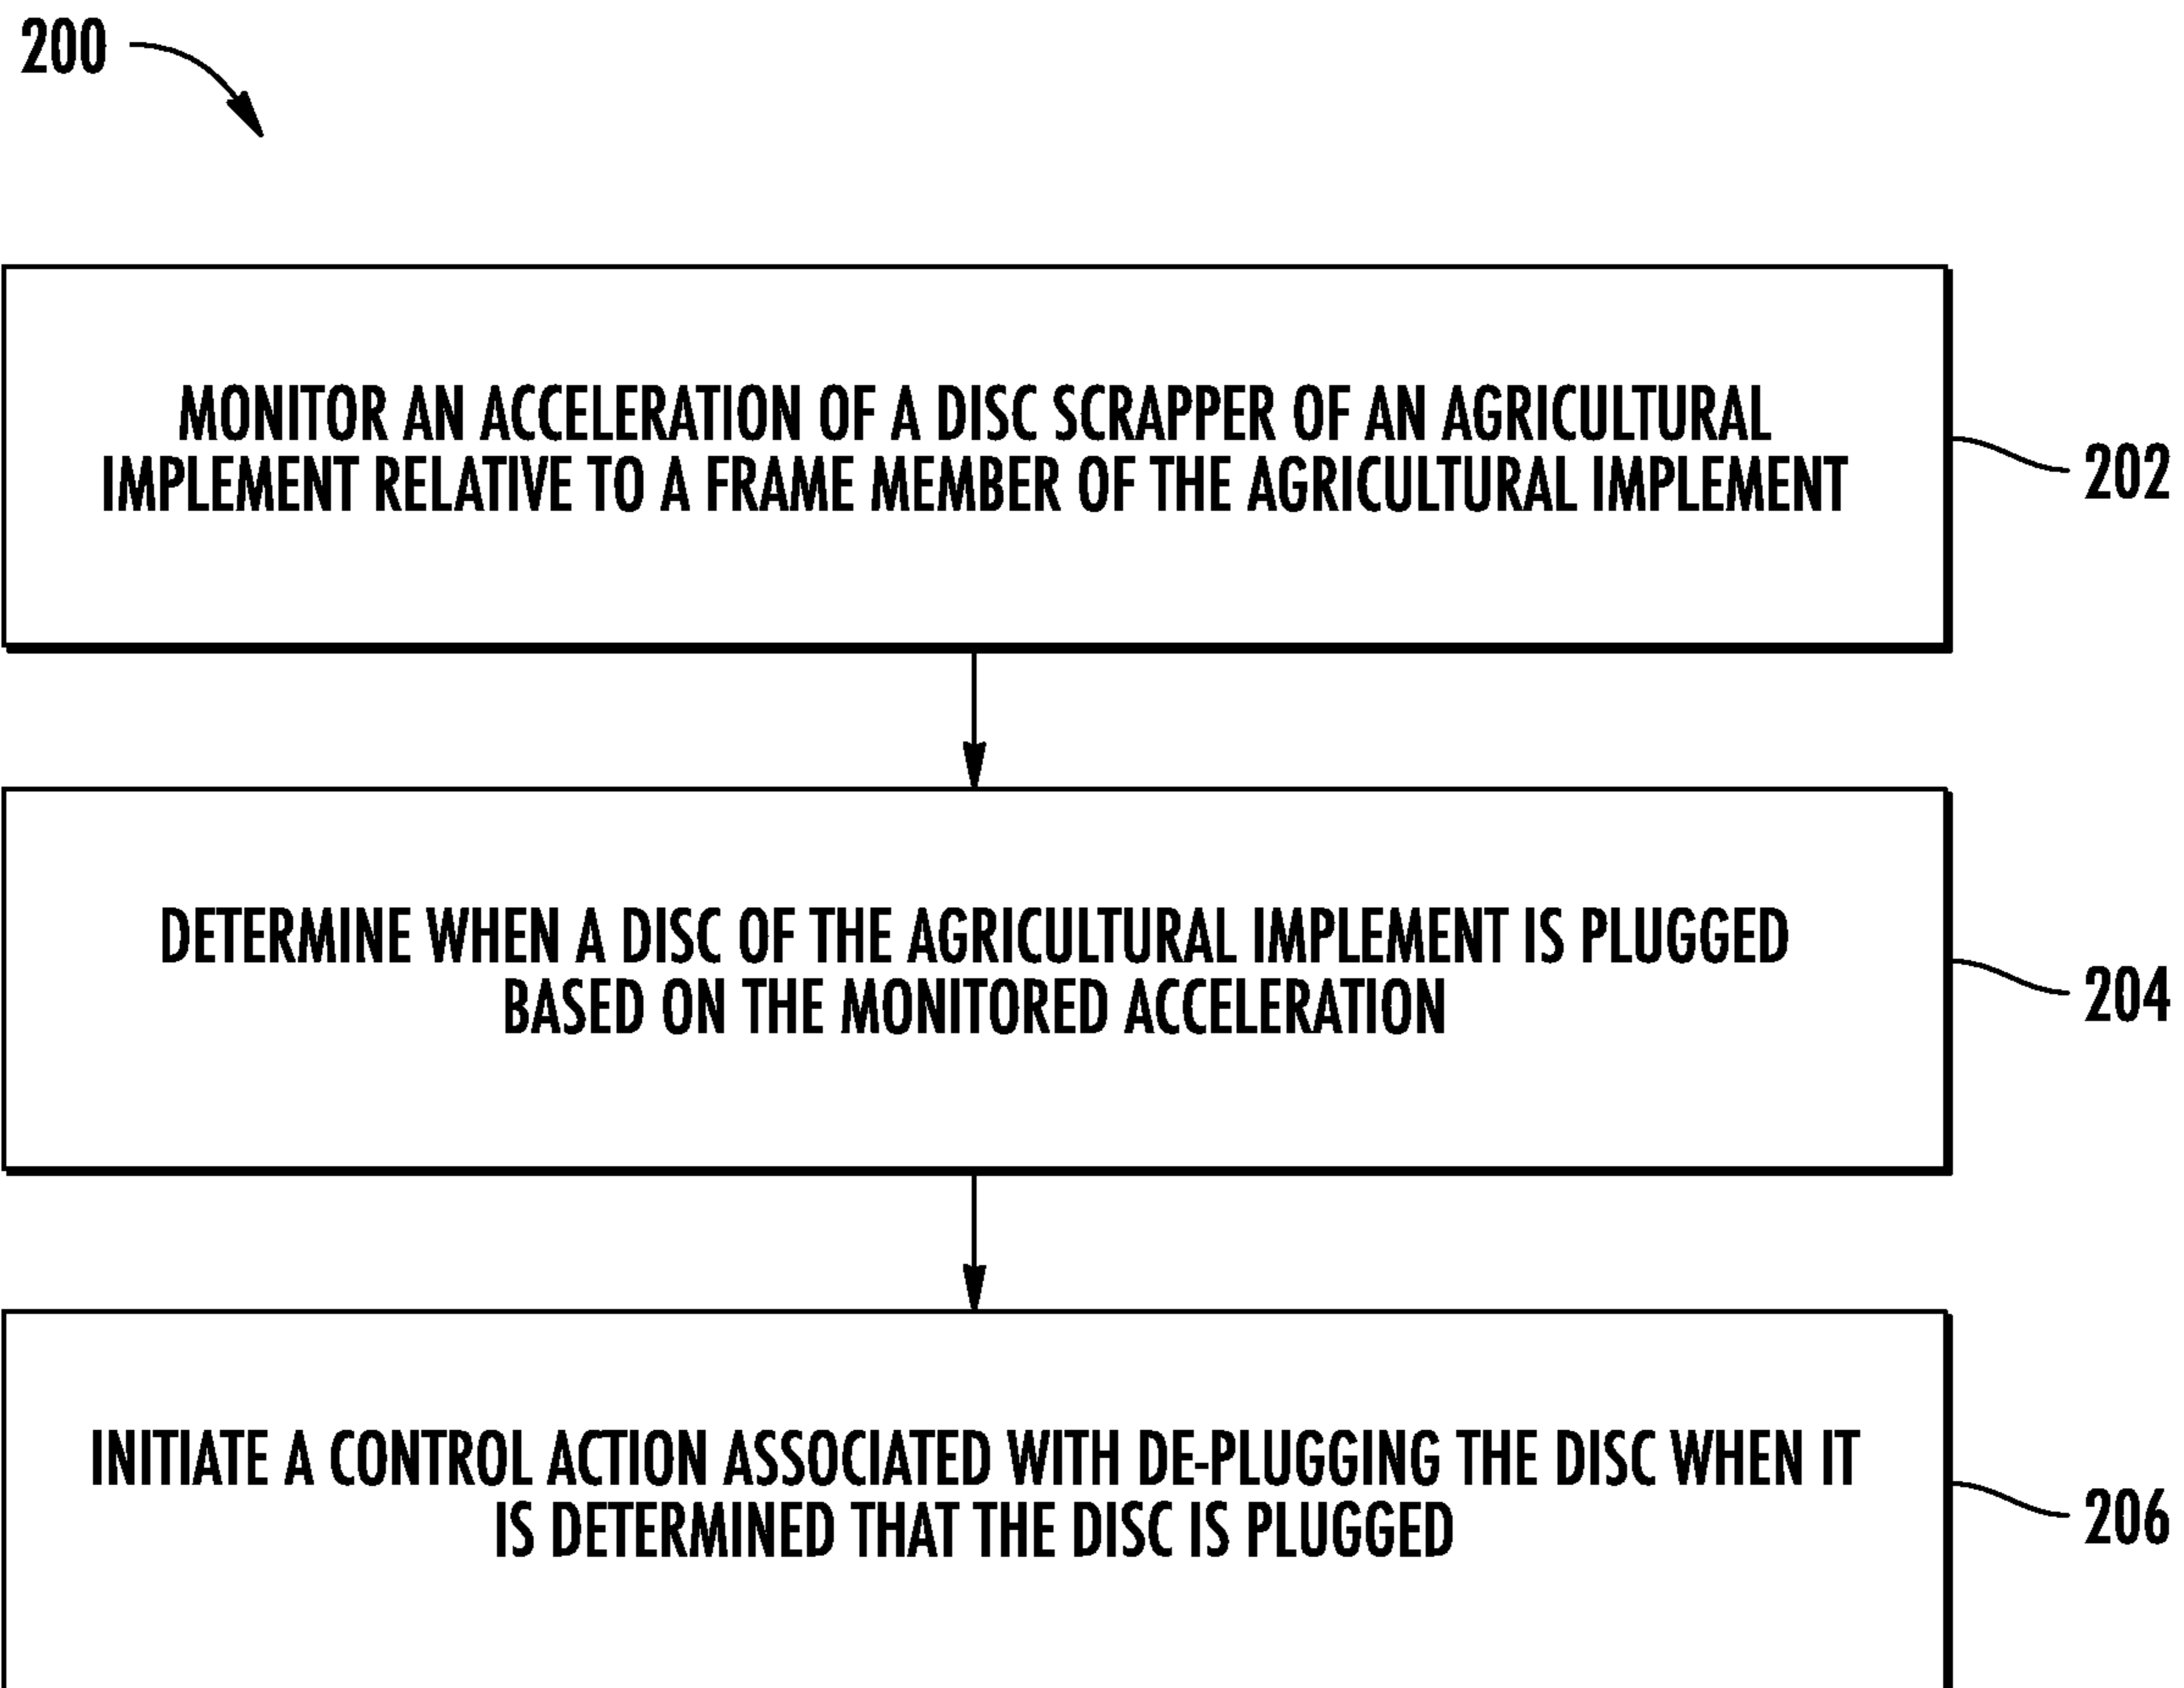 200
MONITOR AN ACCELERATION OF A DISC SCRAPPER OF AN AGRICULTURAL
IMPLEMENT RELATIVE TO A FRAME MEMBER OF THE AGRICULTURAL IMPLEMENT
202
DETERMINE WHEN A DISC OF THE AGRICULTURAL IMPLEMENT IS PLUGGED
BASED ON THE MONITORED ACCELERATION
204
INITIATE A CONTROL ACTION ASSOCIATED WITH DE-PLUGGING THE DISC WHEN IT
IS DETERMINED THAT THE DISC IS PLUGGED
206